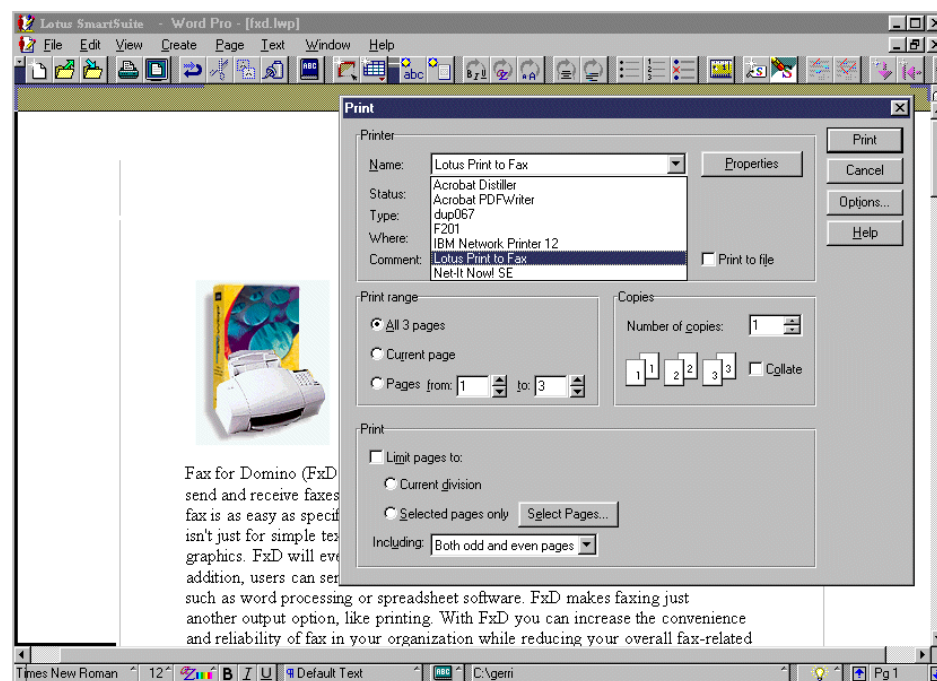 Lotus SmartSuite - Word Pro - [fxd.lwp]
File Edit View Create Page Text Window Help
Print
Printer
Name: Lotus Print to Fax Properties
Status:
Type:
Where:
Comment:
Acrobat Distiller
Acrobat PDFWriter
dup067
F201
IBM Network Printer 12
Lotus Print to Fax
Net-It Now! SE
Print to file
Print
Cancel
Options...
Help
Print range
All 3 pages
Current page
Pages from: 1 to: 3
Copies
Number of copies: 1
1 1 2 2 3 3 Collate
Print
Limit pages to:
Current division
Selected pages only Select Pages...
Including: Both odd and even pages
Fax for Domino (FxD
send and receive faxes
fax is as easy as specif
isn't just for simple tex
graphics. FxD will eve
addition, users can ser
such as word processing or spreadsheet software. FxD makes faxing just
another output option, like printing. With FxD you can increase the convenience
and reliability of fax in your organization while reducing your overall fax-related
Times New Roman 12 B I U Default Text ABC C:\gerri Pg 1